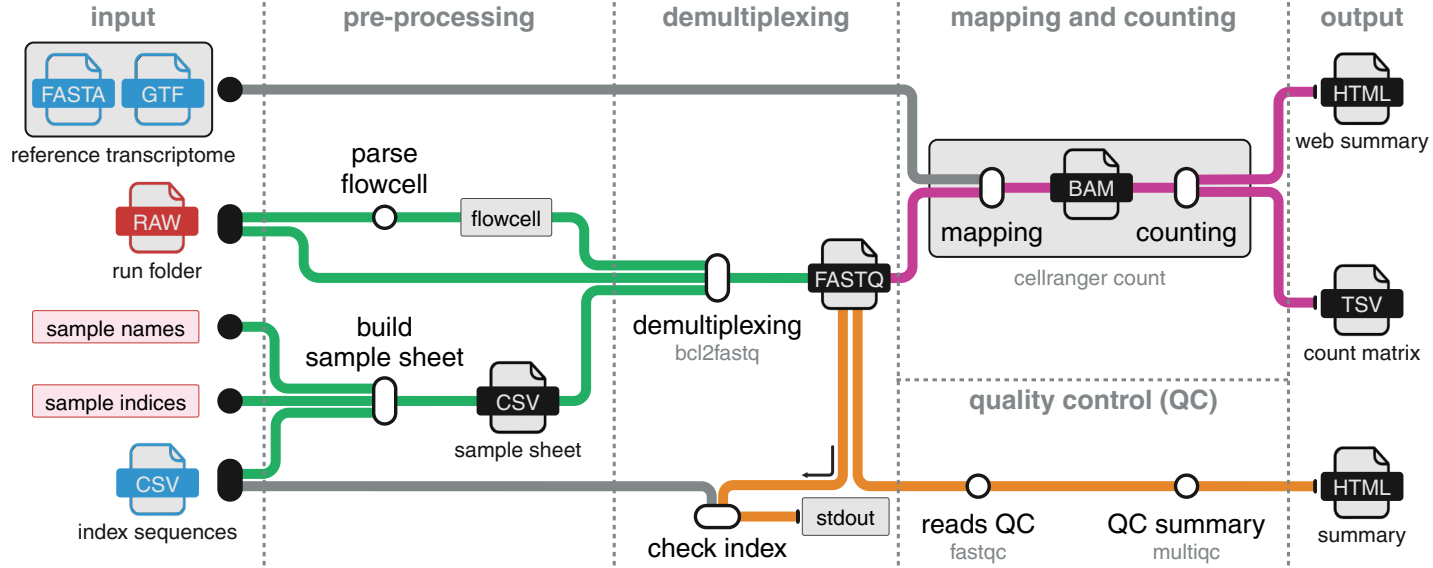 input
pre-processing
demultiplexing
mapping and counting
output
FASTA
GTF
reference transcriptome
parse
flowcell
RAW
run folder
flowcell
sample names
sample indices
build
sample sheet
CSV
sample sheet
CSV
index sequences
demultiplexing
bcl2fastq
FASTQ
check index
stdout
mapping
BAM
counting
cellranger count
HTML
web summary
TSV
count matrix
quality control (QC)
reads QC
fastqc
QC summary
multiqc
HTML
summary